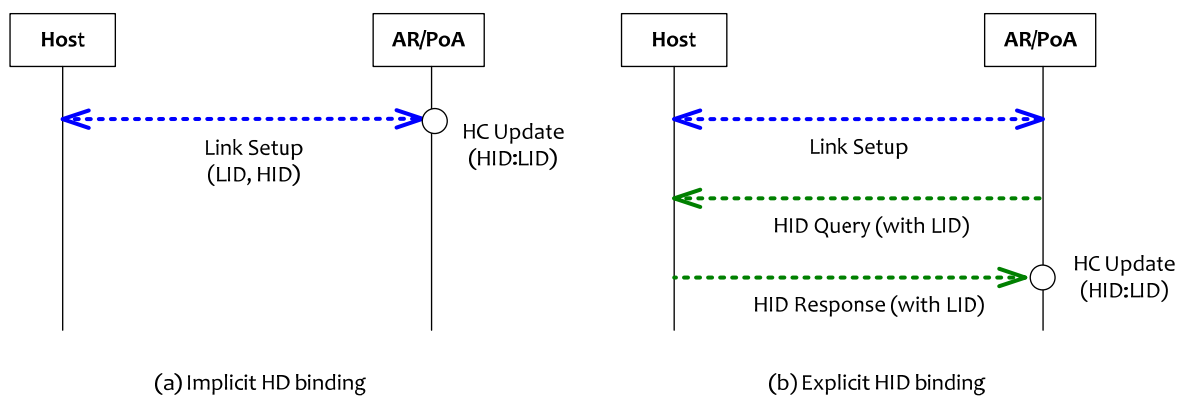 Host
AR/PoA
Link Setup
(LID, HID)
HC Update
(HID:LID)
(a) Implicit HD binding
Host
AR/PoA
Link Setup
HID Query (with LID)
HID Response (with LID)
HC Update
(HID:LID)
(b) Explicit HID binding